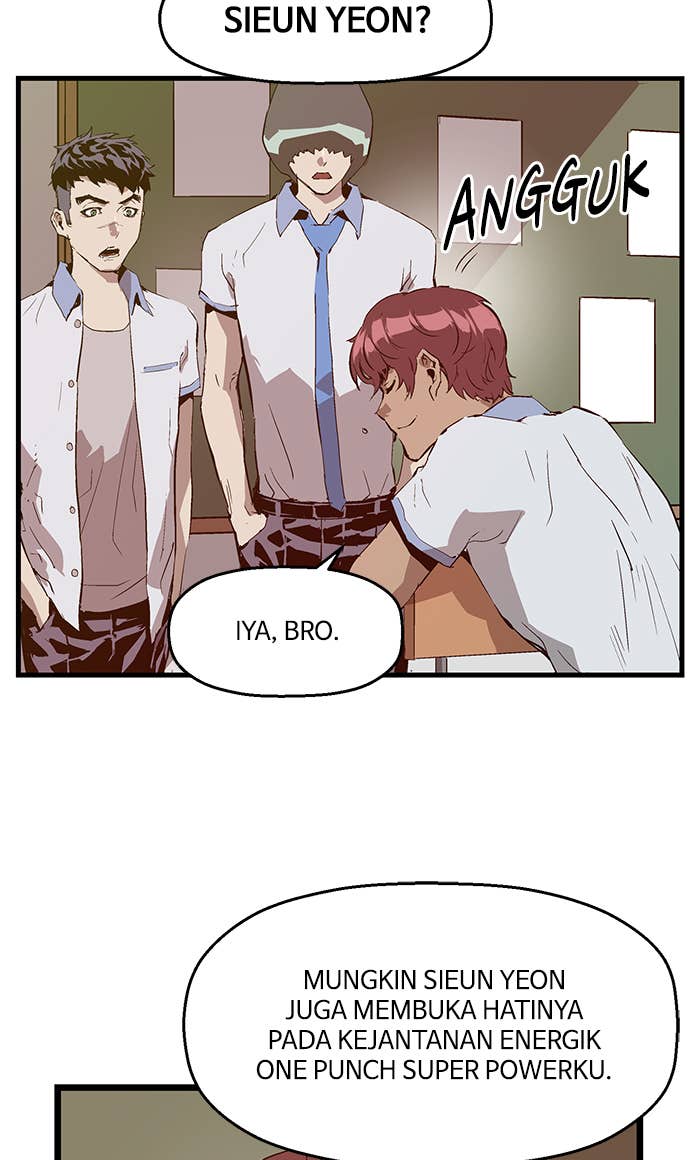 SIEUN YEON?
ANGGUK
IYA, BRO.
MUNGKIN SIEUN YEON
JUGA MEMBUKA HATINYA
PADA KEJANTANAN ENERGIK
ONE PUNCH SUPER POWERKU.